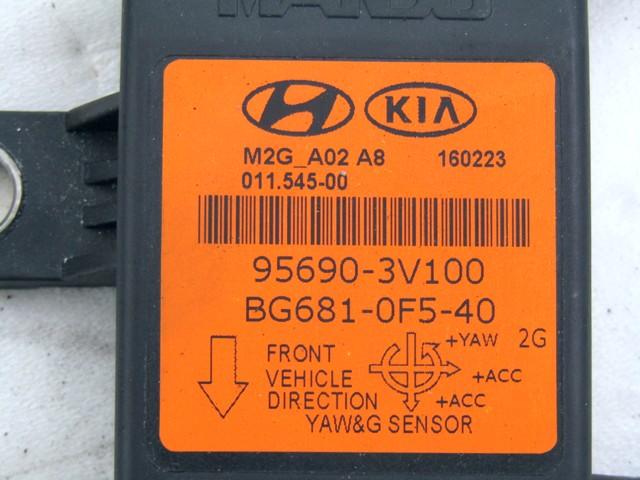 MANDO
KIA
M2G_A02 A8 160223
011.545-00
95690-3V100
BG681-0F5-40
+YAW 2G
FRONT
VEHICLE +ACC
DIRECTION +ACC
YAW&G SENSOR